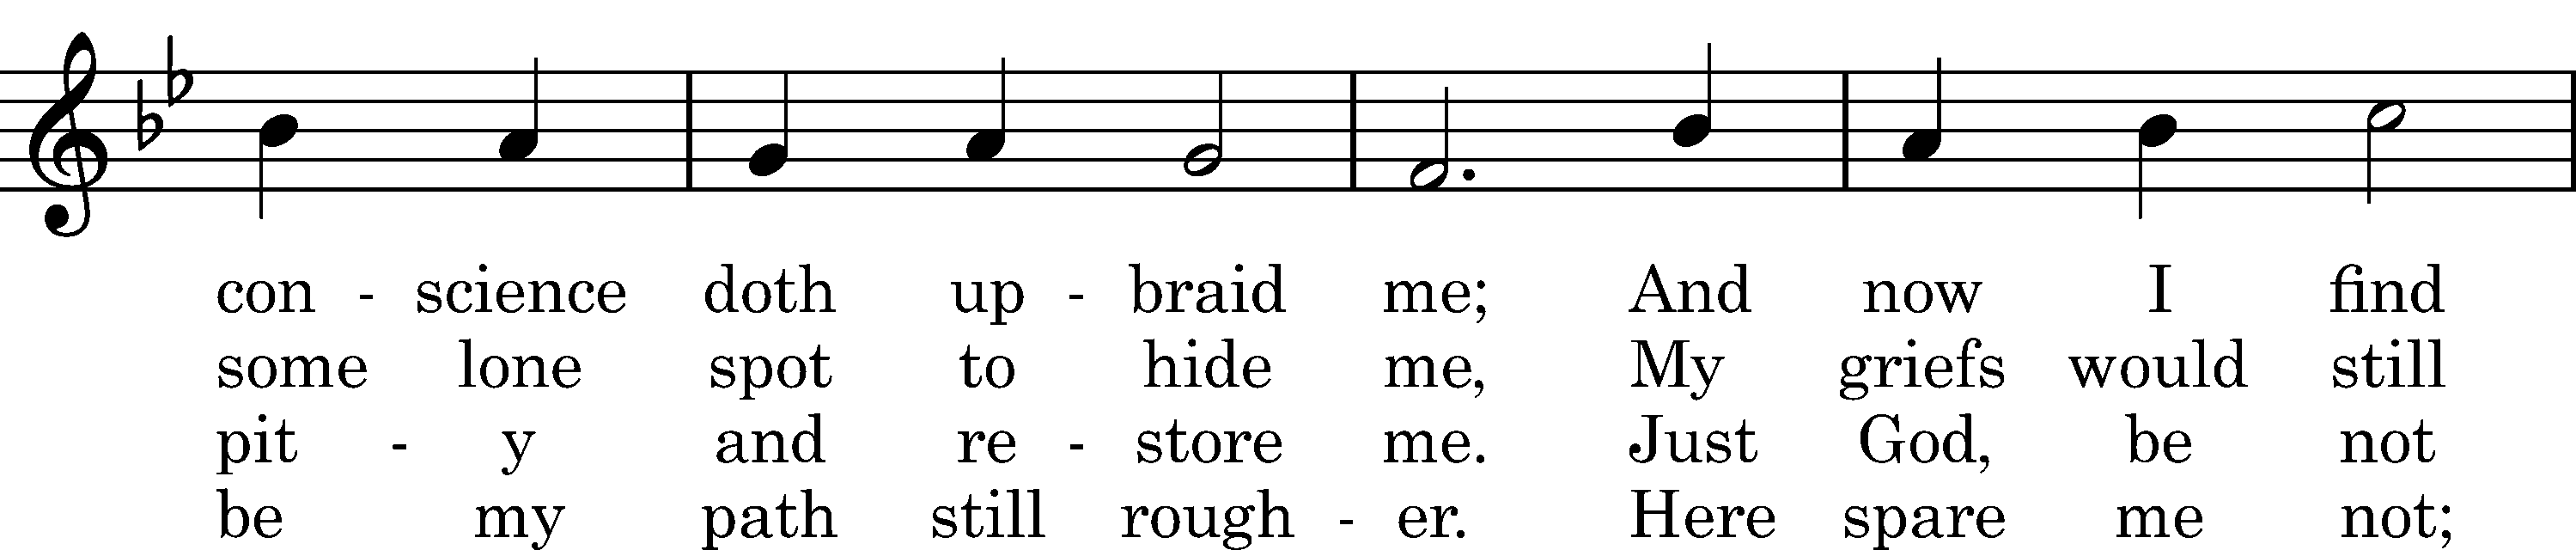 con - science doth up - braid me; And now I find
some lone spot to hide me, My griefs would still
pit - y and re - store me. Just God, be not
be my path still rough - er. Here spare me not;